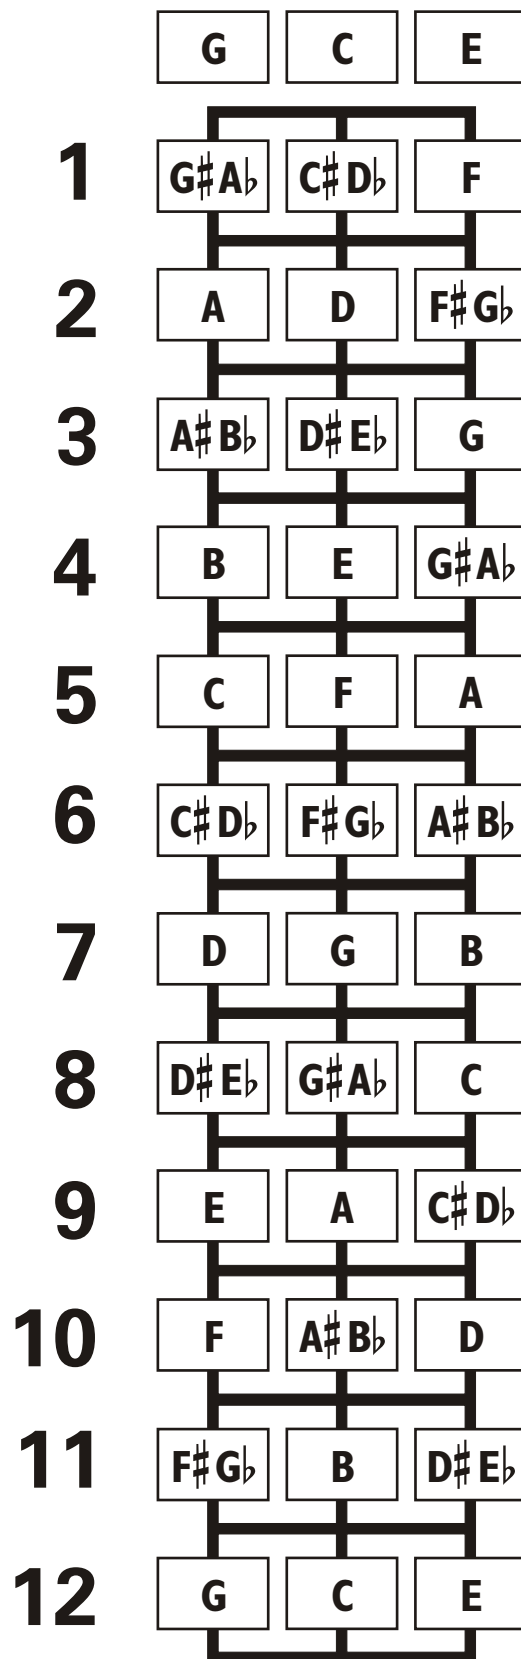 G C E
1 G♯A♭ C♯D♭ F
2 A D F♯G♭
3 A♯B♭ D♯E♭ G
4 B E G♯A♭
5 C F A
6 C♯D♭ F♯G♭ A♯B♭
7 D G B
8 D♯E♭ G♯A♭ C
9 E A C♯D♭
10 F A♯B♭ D
11 F♯G♭ B D♯E♭
12 G C E